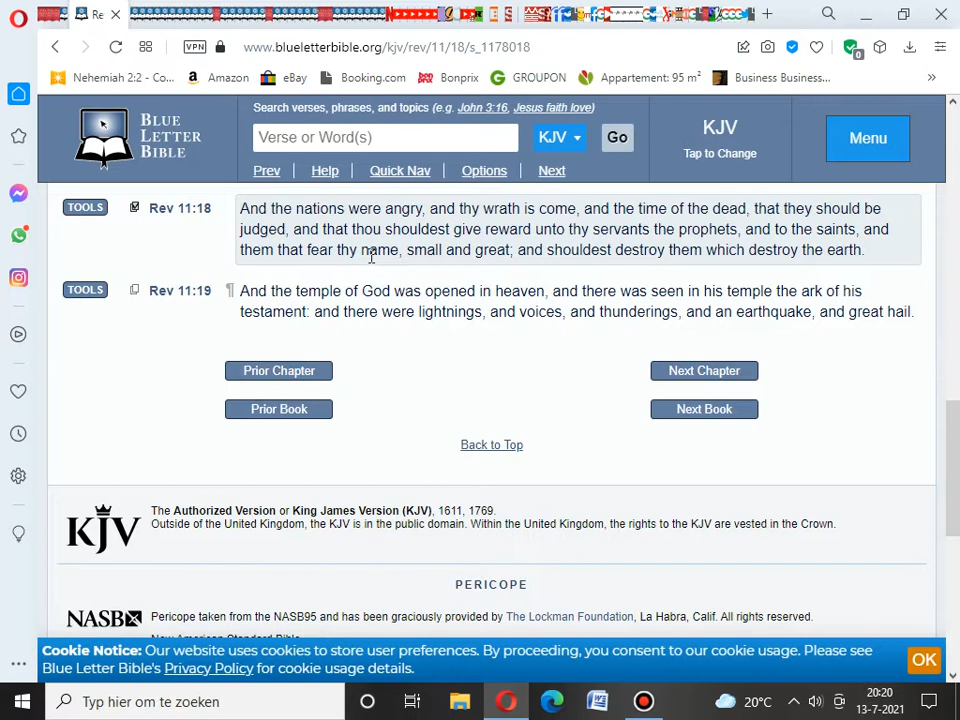 Re
www.blueletterbible.org/kjv/rev/11/18/s_1178018
VPN
0
Nehemiah 2:2 - Co...
Amazon
eBay
Booking.com
Bonprix
GROUPON
Appartement: 95 m²
Business Business...
BLUE
LETTER
BIBLE
Search verses, phrases, and topics (e.g. John 3:16, Jesus faith love)
Verse or Word(s)
KJV
Go
Prev
Help
Quick Nav
Options
Next
KJV
Tap to Change
Menu
TOOLS
Rev 11:18
And the nations were angry, and thy wrath is come, and the time of the dead, that they should be
judged, and that thou shouldest give reward unto thy servants the prophets, and to the saints, and
them that fear thy name, small and great; and shouldest destroy them which destroy the earth.
TOOLS
Rev 11:19
¶ And the temple of God was opened in heaven, and there was seen in his temple the ark of his
testament: and there were lightnings, and voices, and thunderings, and an earthquake, and great hail.
Prior Chapter
Next Chapter
Prior Book
Next Book
Back to Top
KJV
The Authorized Version or King James Version (KJV), 1611, 1769.
Outside of the United Kingdom, the KJV is in the public domain. Within the United Kingdom, the rights to the KJV are vested in the Crown.
PERICOPE
NASB
Pericope taken from the NASB95 and has been graciously provided by The Lockman Foundation, La Habra, Calif. All rights reserved.
Cookie Notice: Our website uses cookies to store user preferences. By proceeding, you consent to our cookie usage. Please see
Blue Letter Bible's Privacy Policy for cookie usage details.
OK
Typ hier om te zoeken
20°C
20:20
13-7-2021